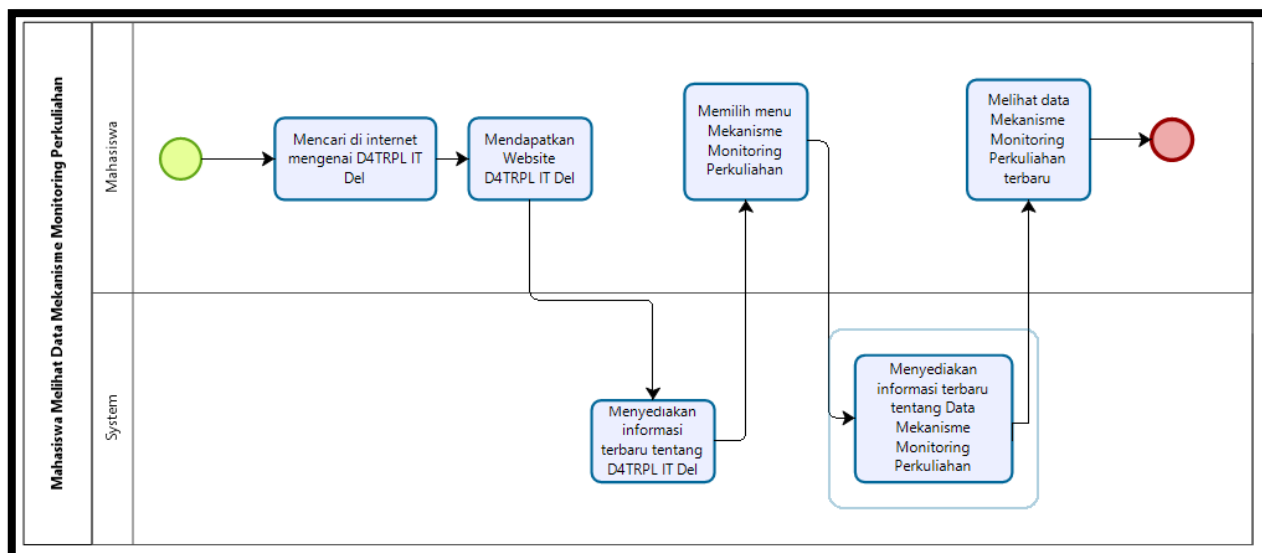 Mahasiswa Melihat Data Mekanisme Monitoring Perkuliahan
Mahasiswa
Mencari di internet
mengenai D4TRPL IT
Del
Mendapatkan
Website
D4TRPL IT Del
Memilih menu
Mekanisme
Monitoring
Perkuliahan
Melihat data
Mekanisme
Monitoring
Perkuliahan
terbaru
System
Menyediakan
informasi
terbaru tentang
D4TRPL IT Del
Menyediakan
informasi terbaru
tentang Data
Mekanisme
Monitoring
Perkuliahan